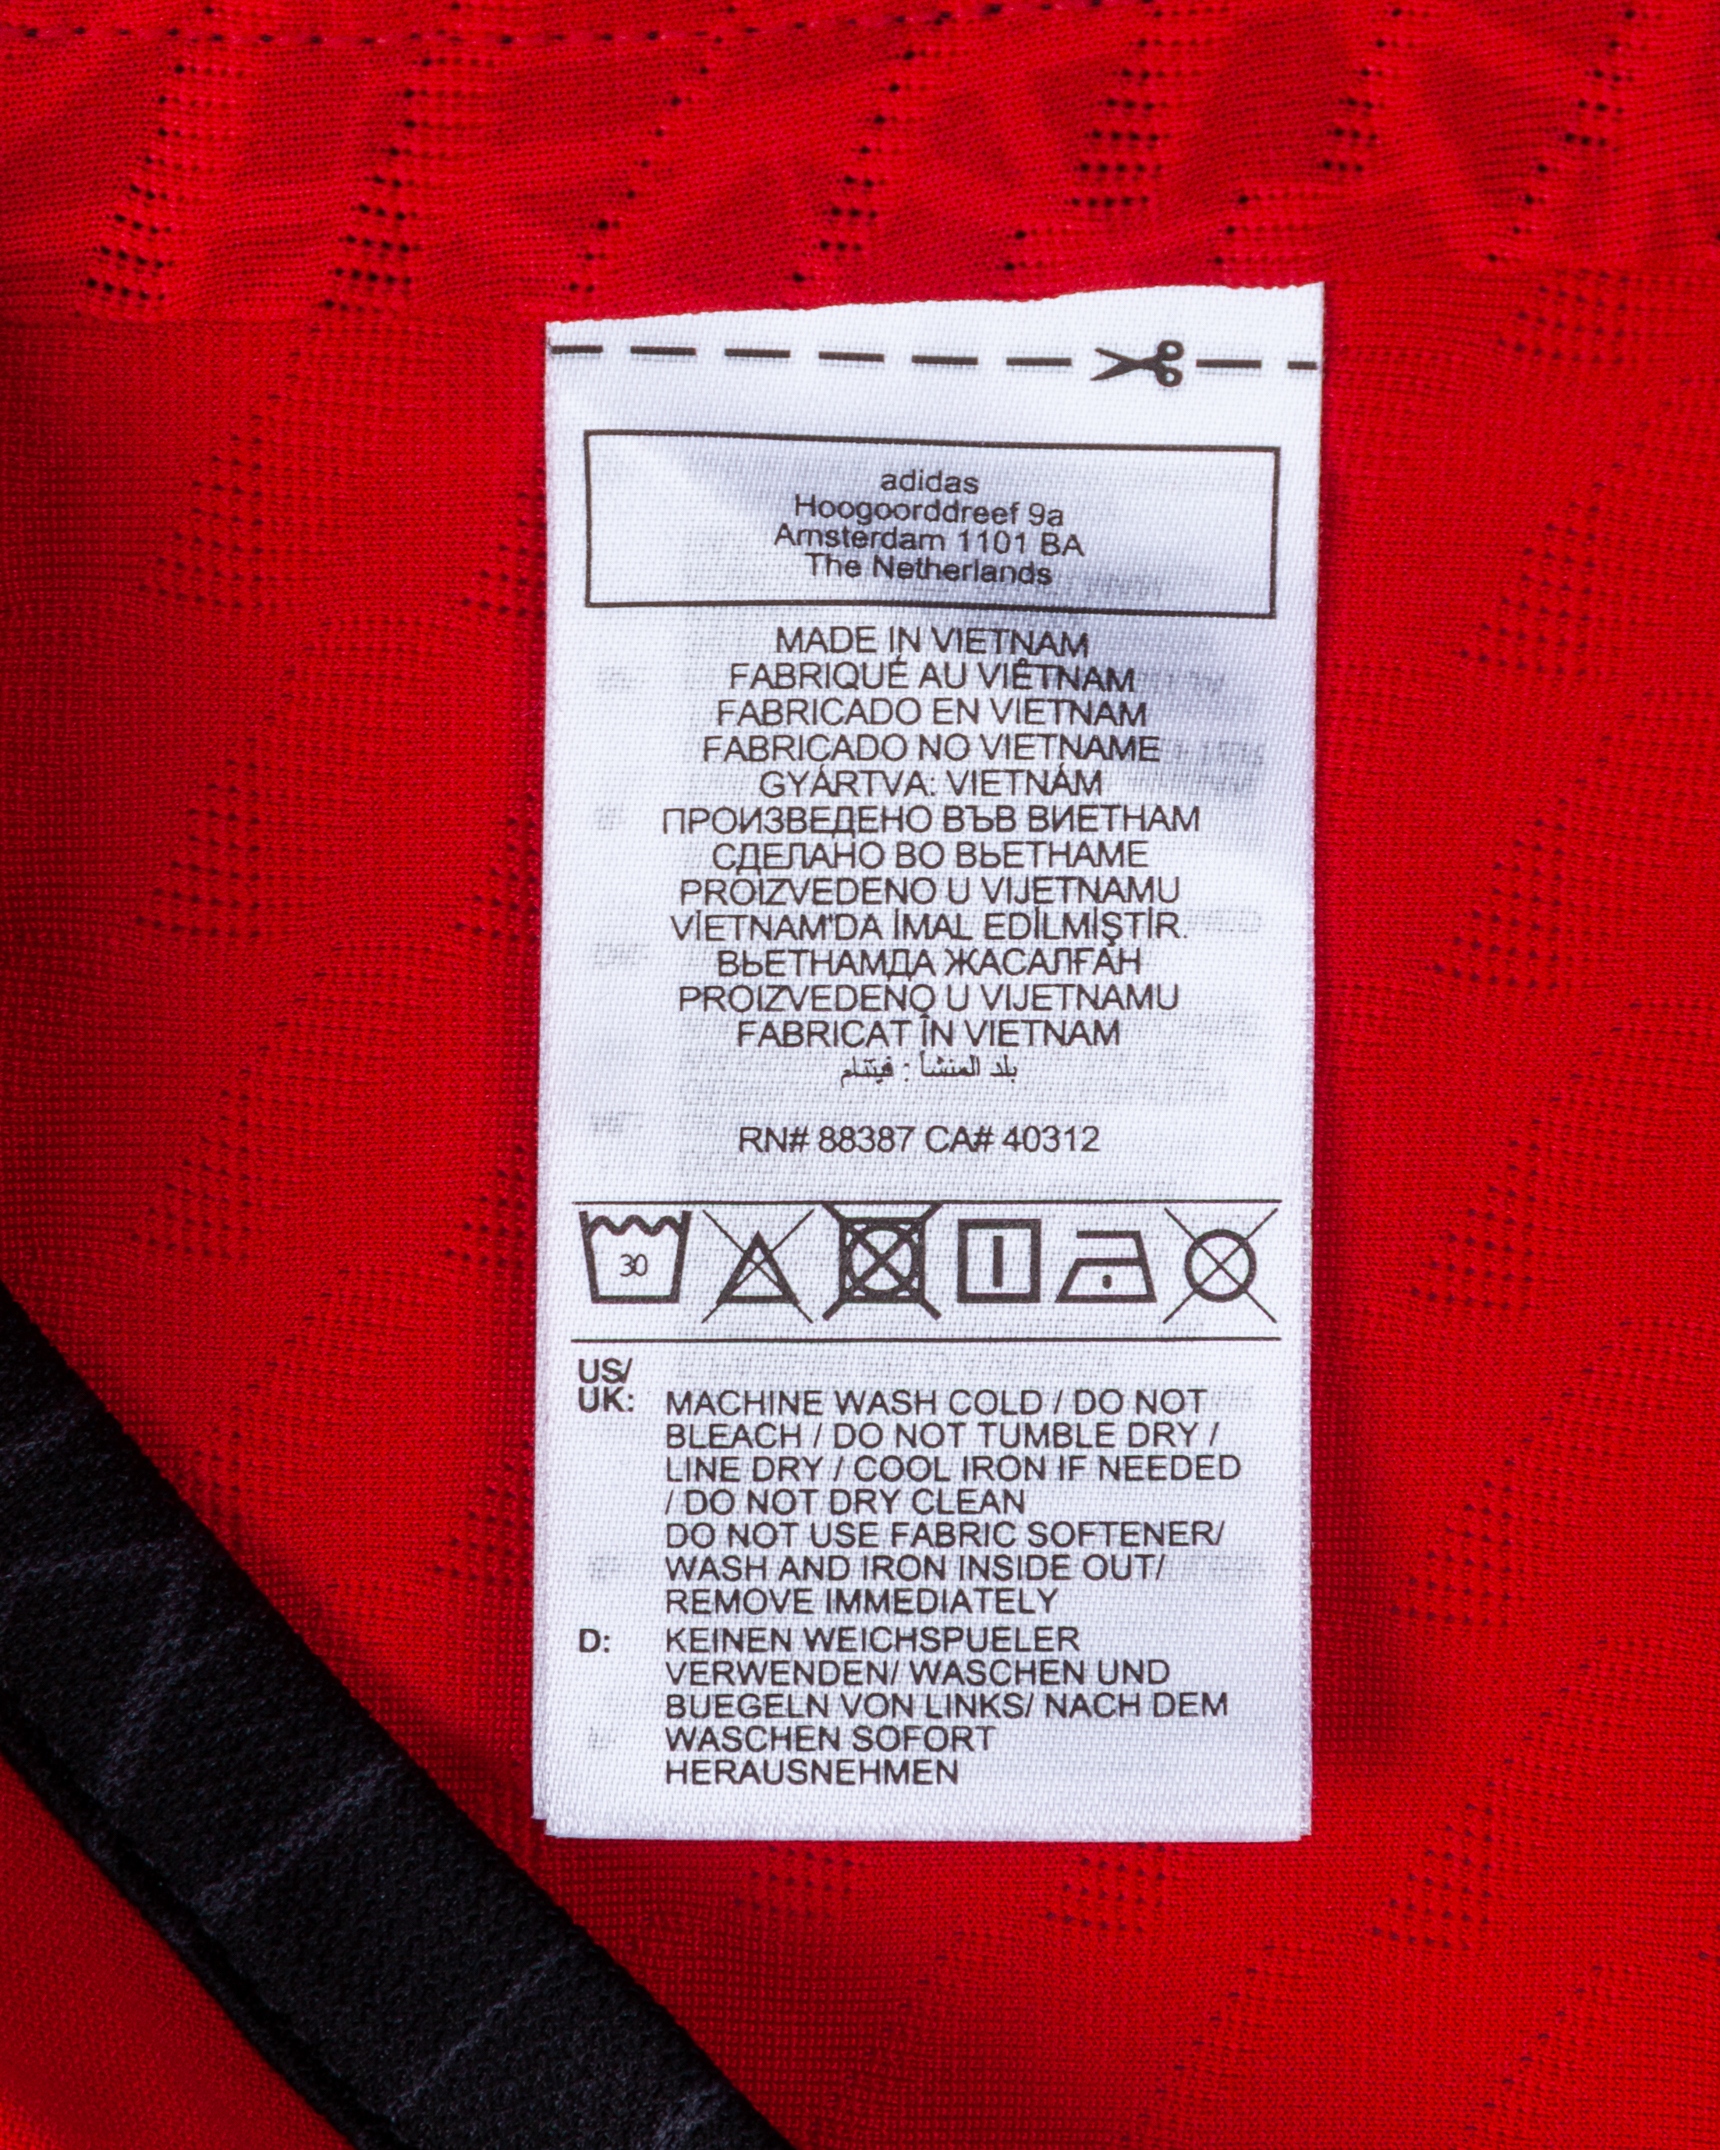 adidas
Hoogoorddreef 9a
Amsterdam 1101 BA
The Netherlands
MADE IN VIETNAM
FABRIQUÉ AU VIÊTNAM
FABRICADO EN VIETNAM
FABRICADO NO VIETNAME
GYÁRTVA: VIETNÁM
ПРОИЗВЕДЕНО ВЪВ ВИЕТНАМ
СДЕЛАНО ВО ВЬЕТНАМЕ
PROIZVEDENO U VIJETNAMU
VİETNAM'DA İMAL EDİLMİŞTİR.
ВЬЕТНАМДА ЖАСАЛҒАН
PROIZVEDENO U VIJETNAMU
FABRICAT ÎN VIETNAM
بلد المنشأ : فيتنام
RN# 88387 CA# 40312
30
US/
UK: MACHINE WASH COLD / DO NOT
BLEACH / DO NOT TUMBLE DRY /
LINE DRY / COOL IRON IF NEEDED
/ DO NOT DRY CLEAN
DO NOT USE FABRIC SOFTENER/
WASH AND IRON INSIDE OUT/
REMOVE IMMEDIATELY
D: KEINEN WEICHSPUELER
VERWENDEN/ WASCHEN UND
BUEGELN VON LINKS/ NACH DEM
WASCHEN SOFORT
HERAUSNEHMEN